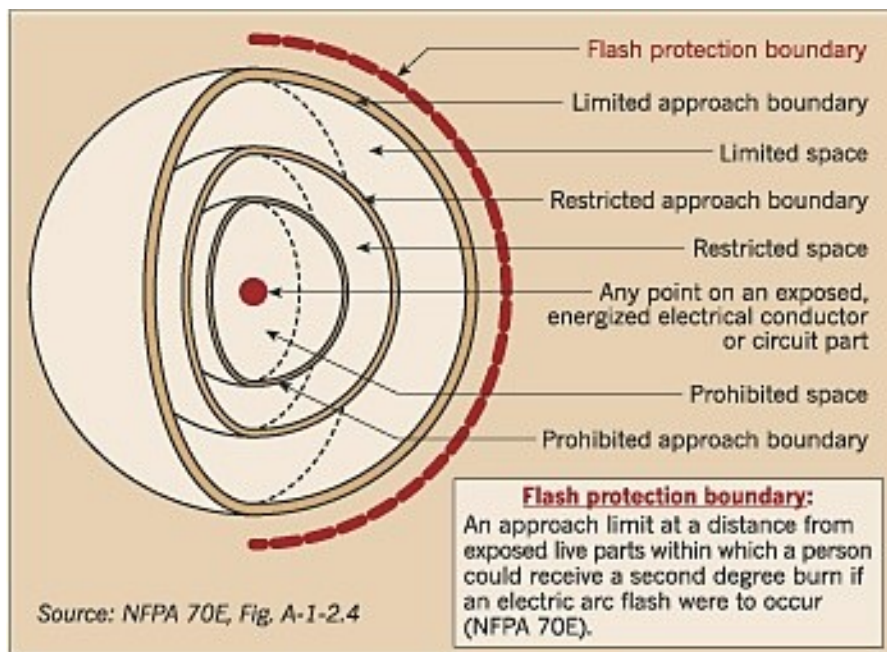 Flash protection boundary
Limited approach boundary
Limited space
Restricted approach boundary
Restricted space
Any point on an exposed,
energized electrical conductor
or circuit part
Prohibited space
Prohibited approach boundary
Flash protection boundary:
An approach limit at a distance from
exposed live parts within which a person
could receive a second degree burn if
an electric arc flash were to occur
(NFPA 70E).
Source: NFPA 70E, Fig. A-1-2.4